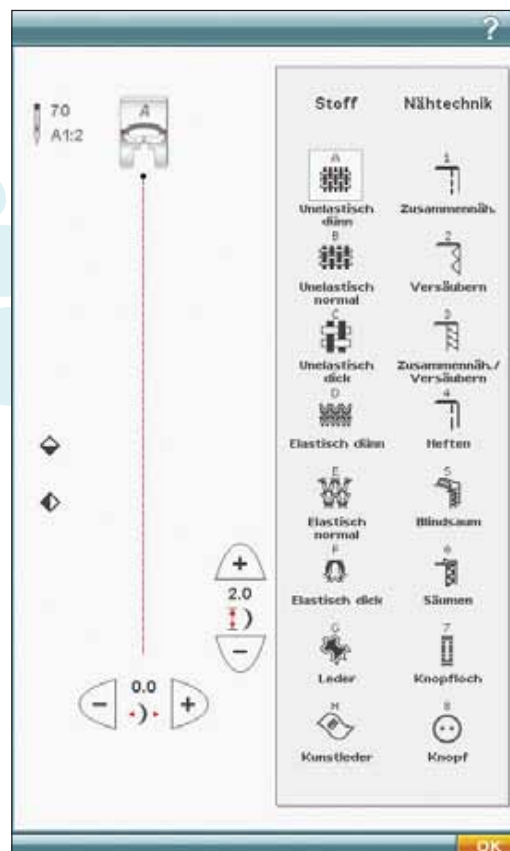 ?
70
A1:2
A
Stoff Nähtechnik
A 1
Unelastisch dünn Zusammennäh.
B 2
Unelastisch normal Versäubern
C 3
Unelastisch dick Zusammennäh./ Versäubern
D 4
Elastisch dünn Heften
E 5
Elastisch normal Blindsaum
F 6
Elastisch dick Säumen
G 7
Leder Knopfloch
H 8
Kunstleder Knopf
+
2.0
−
− 0.0 +
OK